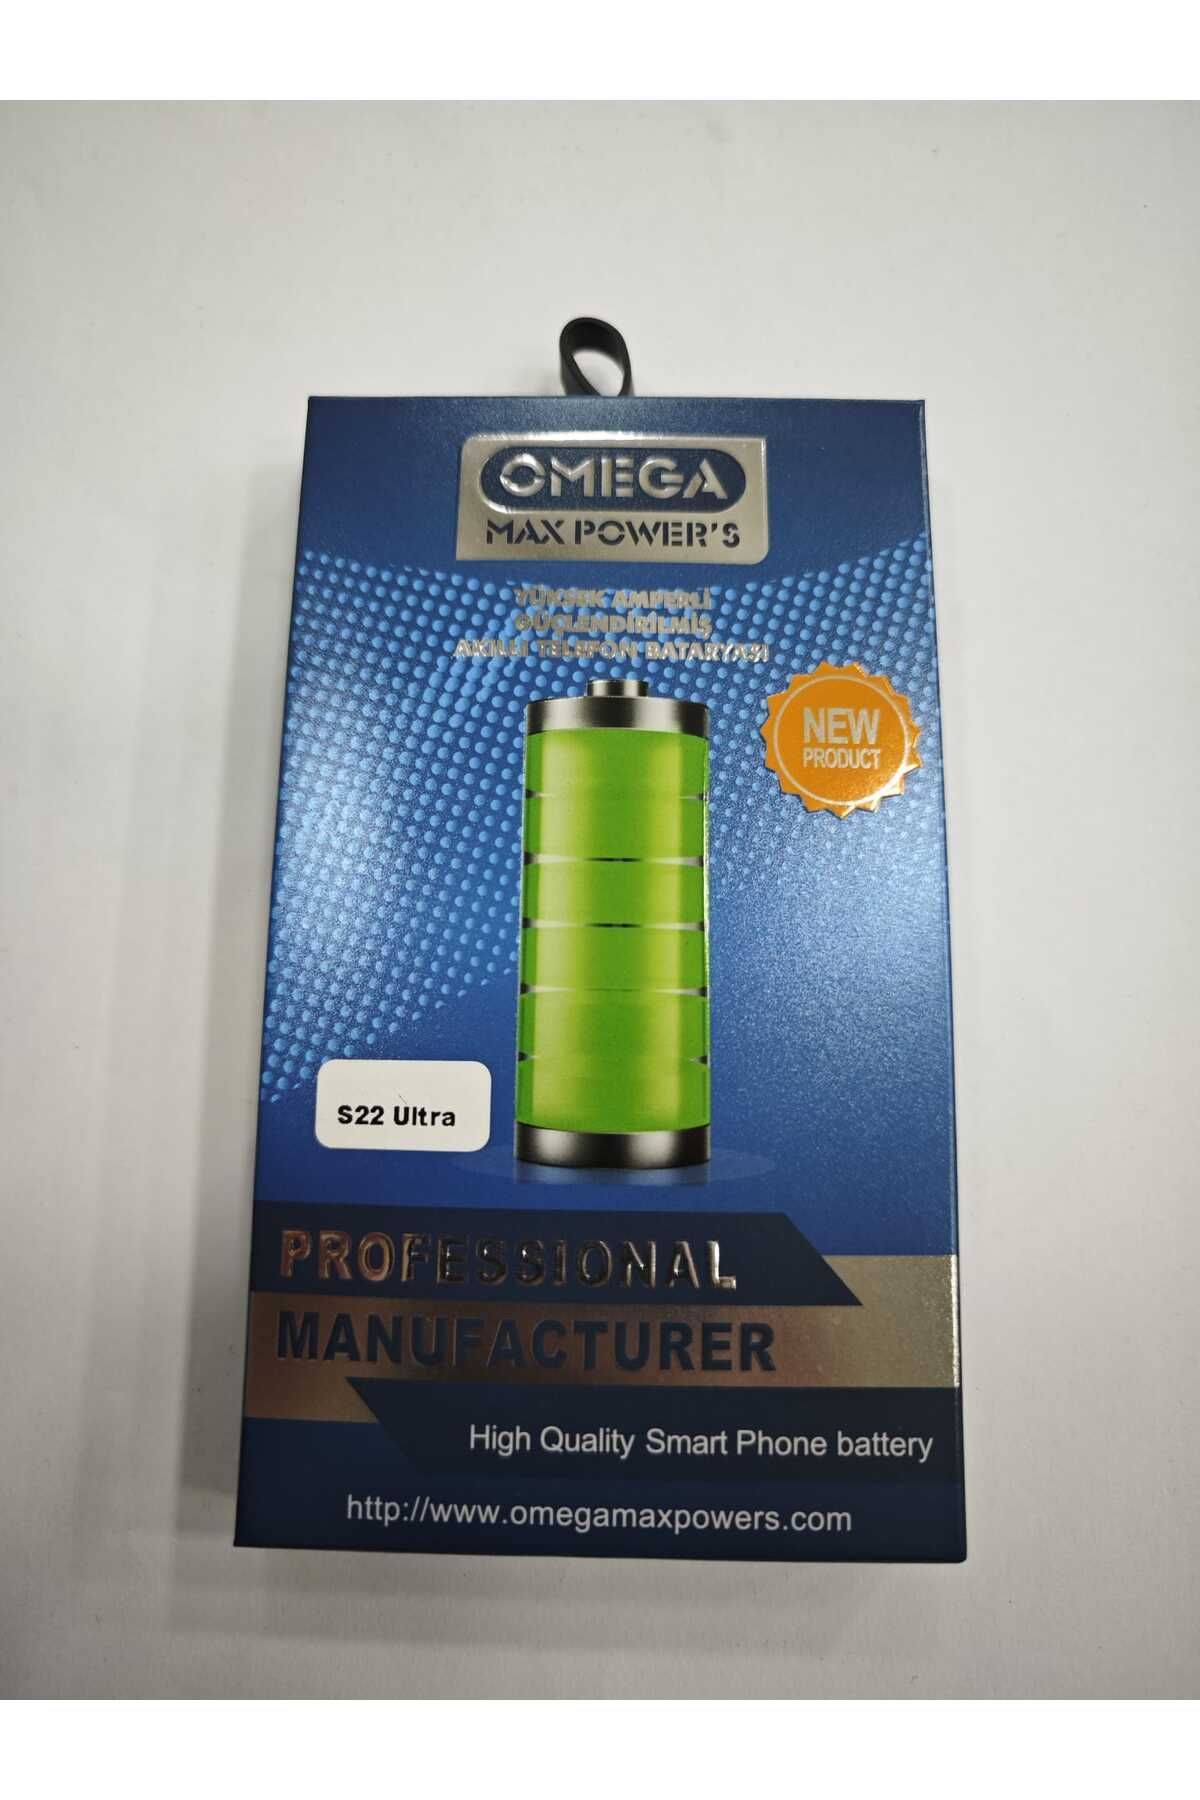 OMEGA
MAX POWER'S
YÜKSEK AMPERLİ
GÜÇLENDİRİLMİŞ
AKILLI TELEFON BATARYASI
NEW
PRODUCT
S22 Ultra
PROFESSIONAL
MANUFACTURER
High Quality Smart Phone battery
http://www.omegamaxpowers.com